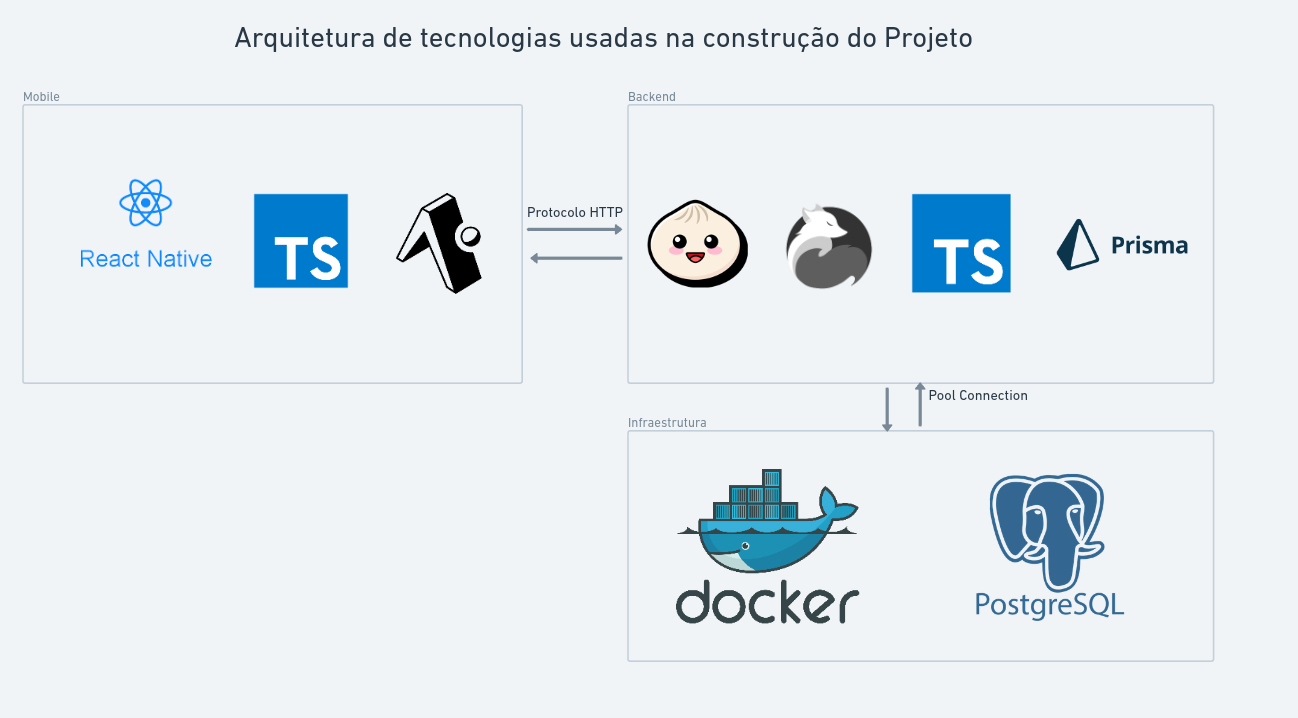 Arquitetura de tecnologias usadas na construção do Projeto
Mobile
React Native
TS
Protocolo HTTP
Backend
TS
Prisma
Pool Connection
Infraestrutura
docker
PostgreSQL